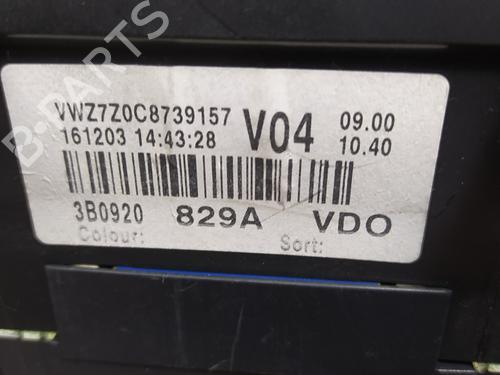 VWZ7Z0C8739157 V04 09.00
161203 14:43:28 10.40
3B0920 829A VDO
Colour: Sort:
B-PARTS